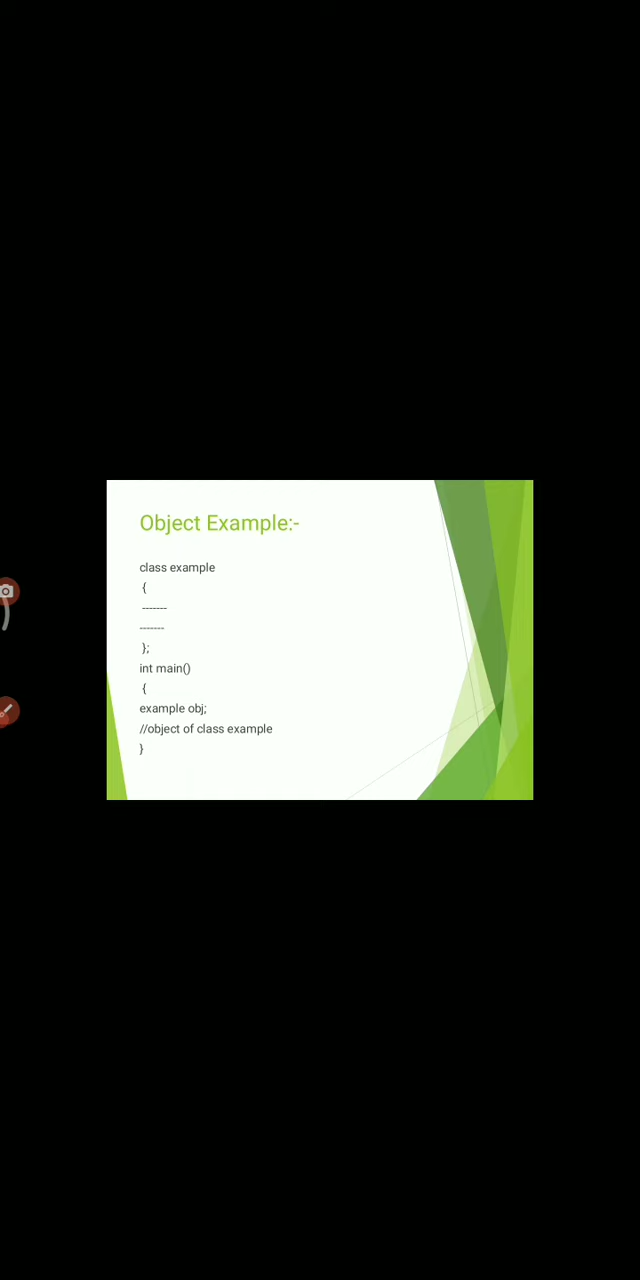 Object Example:-
class example
{
-------
-------
};
int main()
{
example obj;
//object of class example
}